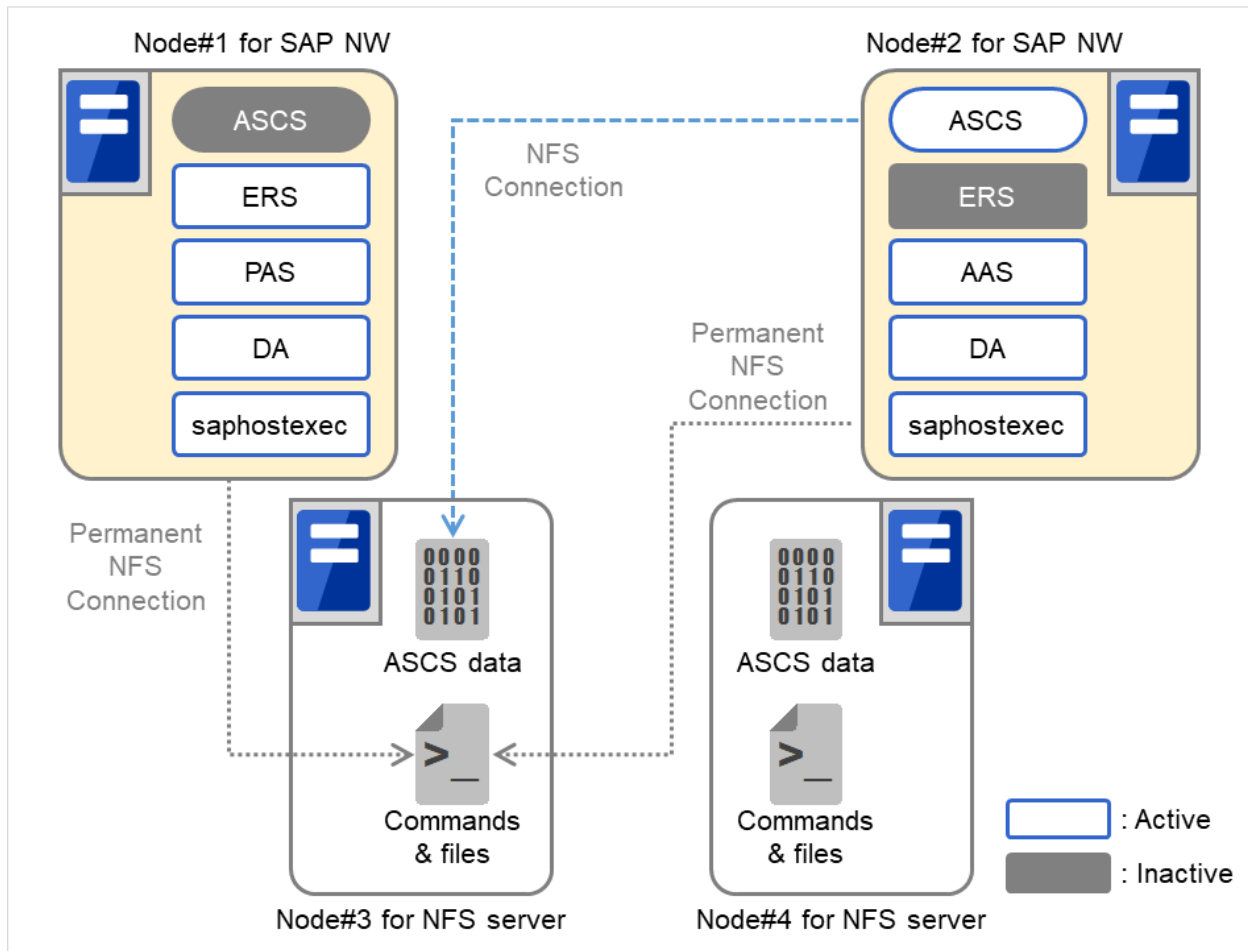 Node#1 for SAP NW
ASCS
ERS
PAS
DA
saphostexec
Node#2 for SAP NW
ASCS
ERS
AAS
DA
saphostexec
NFS
Connection
Permanent
NFS
Connection
Permanent
NFS
Connection
0000
0110
0101
0101
ASCS data
>_
Commands
& files
Node#3 for NFS server
0000
0110
0101
0101
ASCS data
>_
Commands
& files
Node#4 for NFS server
: Active
: Inactive